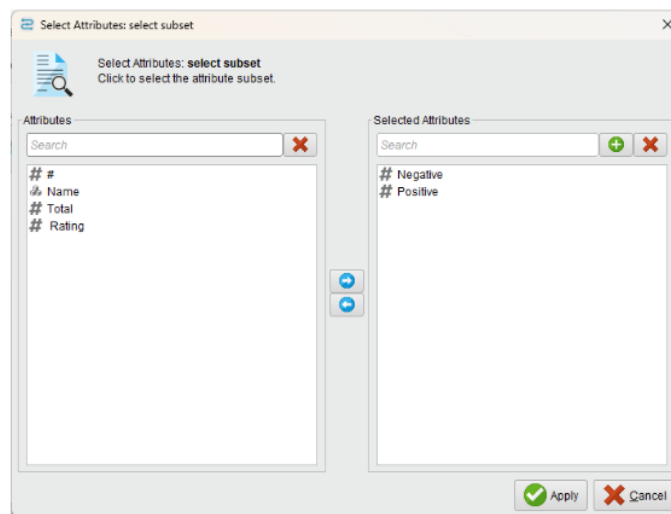 Select Attributes: select subset
Select Attributes: select subset
Click to select the attribute subset.
Attributes
Search
#
Name
Total
Rating
Selected Attributes
Search
Negative
Positive
Apply
Cancel